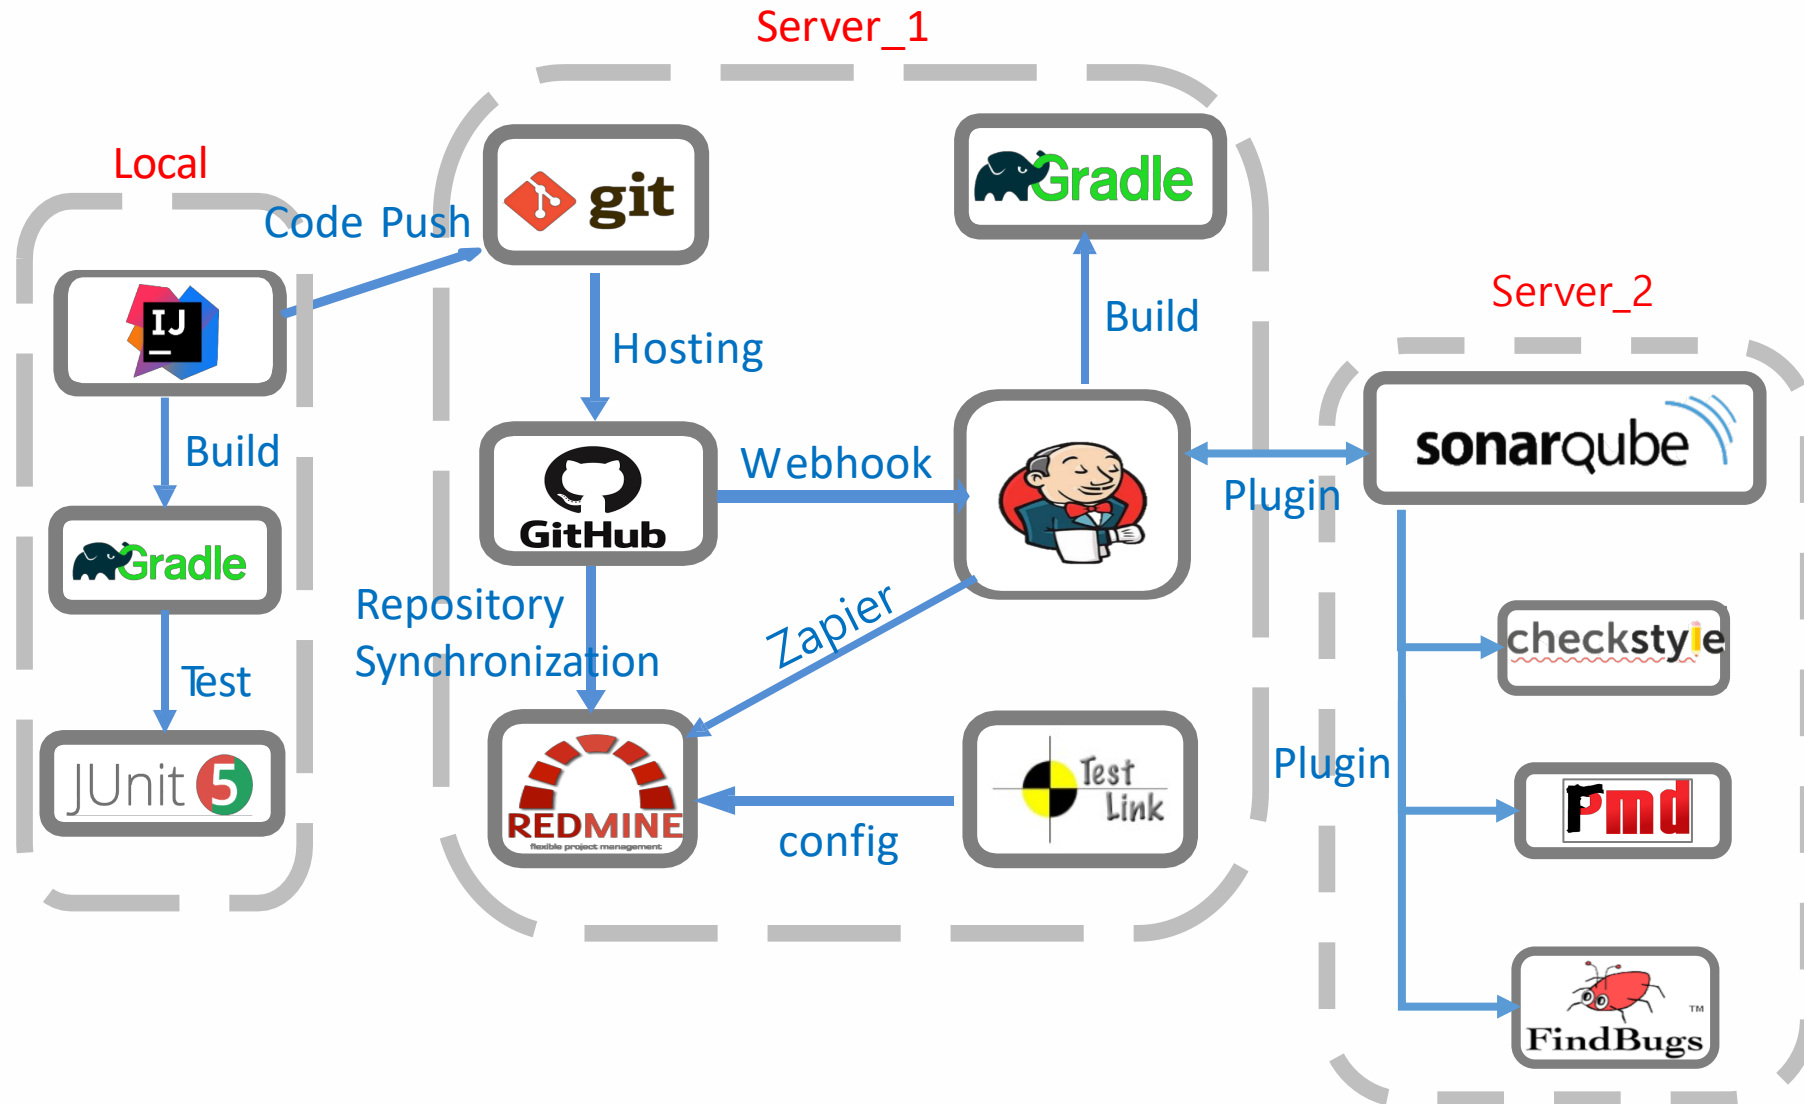 Server_1
Local
Code Push
git
Gradle
IJ
Hosting
Build
Server_2
Build
GitHub
Webhook
Plugin
sonarqube
Gradle
Repository
Synchronization
Zapier
checkstyle
Test
JUnit 5
REDMINE
flexible project management
config
Test
Link
Plugin
Pmd
FindBugs
TM